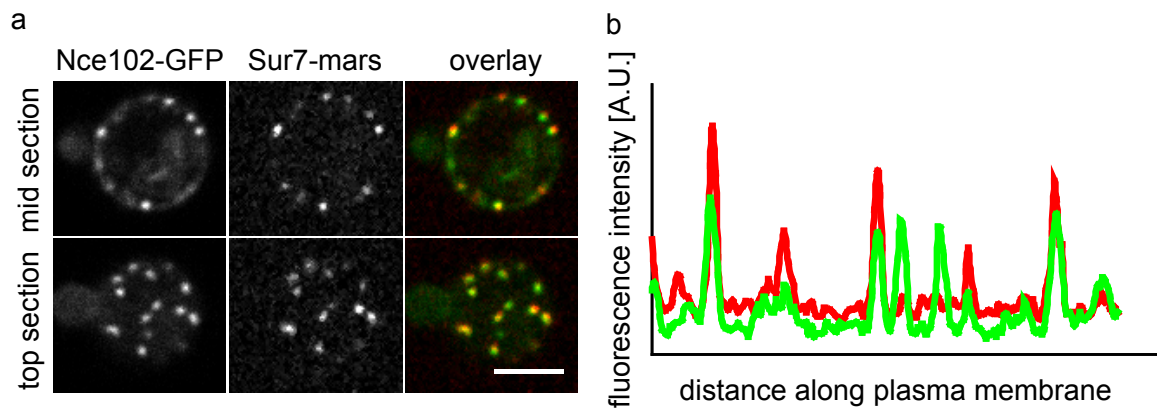 a
Nce102-GFP Sur7-mars overlay
mid section
top section
b
fluorescence intensity [A.U.]
distance along plasma membrane